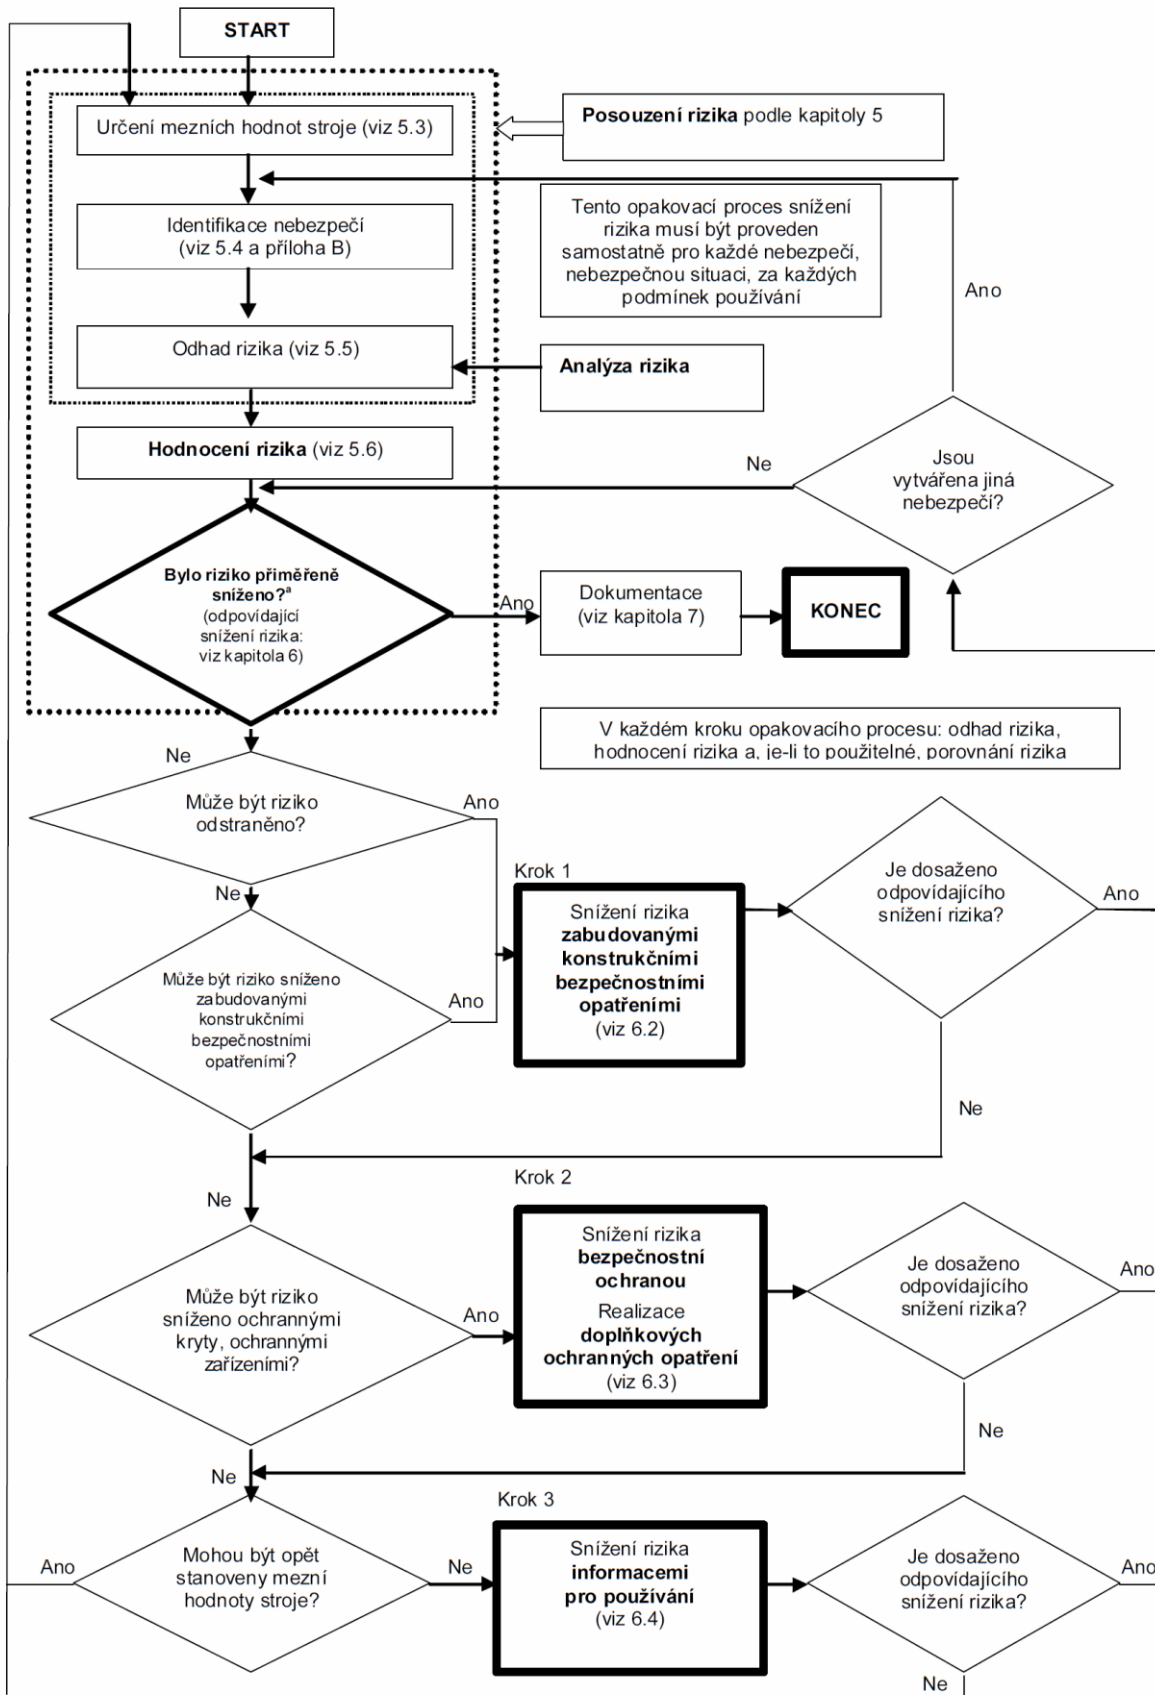 START
Určení mezních hodnot stroje (viz 5.3)
Posouzení rizika podle kapitoly 5
Identifikace nebezpečí
(viz 5.4 a příloha B)
Tento opakovací proces snížení
rizika musí být proveden
samostatně pro každé nebezpečí,
nebezpečnou situaci, za každých
podmínek používání
Ano
Odhad rizika (viz 5.5)
Analýza rizika
Hodnocení rizika (viz 5.6)
Ne
Jsou
vytvářena jiná
nebezpečí?
Bylo riziko přiměřeně
sníženo?ª
(odpovídající
snížení rizika:
viz kapitola 6)
Ano
Dokumentace
(viz kapitola 7)
KONEC
V každém kroku opakovacího procesu: odhad rizika,
hodnocení rizika a, je-li to použitelné, porovnání rizika
Ne
Může být riziko
odstraněno?
Ano
Krok 1
Snížení rizika
zabudovanými
konstrukčními
bezpečnostními
opatřeními
(viz 6.2)
Je dosaženo
odpovídajícího
snížení rizika?
Ano
Ne
Může být riziko sníženo
zabudovanými
konstrukčními
bezpečnostními
opatřeními?
Ano
Ne
Krok 2
Ne
Může být riziko
sníženo ochrannými
kryty, ochrannými
zařízeními?
Ano
Snížení rizika
bezpečnostní
ochranou
Realizace
doplňkových
ochranných opatření
(viz 6.3)
Je dosaženo
odpovídajícího
snížení rizika?
Ano
Ne
Ne
Krok 3
Ano
Mohou být opět
stanoveny mezní
hodnoty stroje?
Ne
Snížení rizika
informacemi
pro používání
(viz 6.4)
Je dosaženo
odpovídajícího
snížení rizika?
Ano
Ne